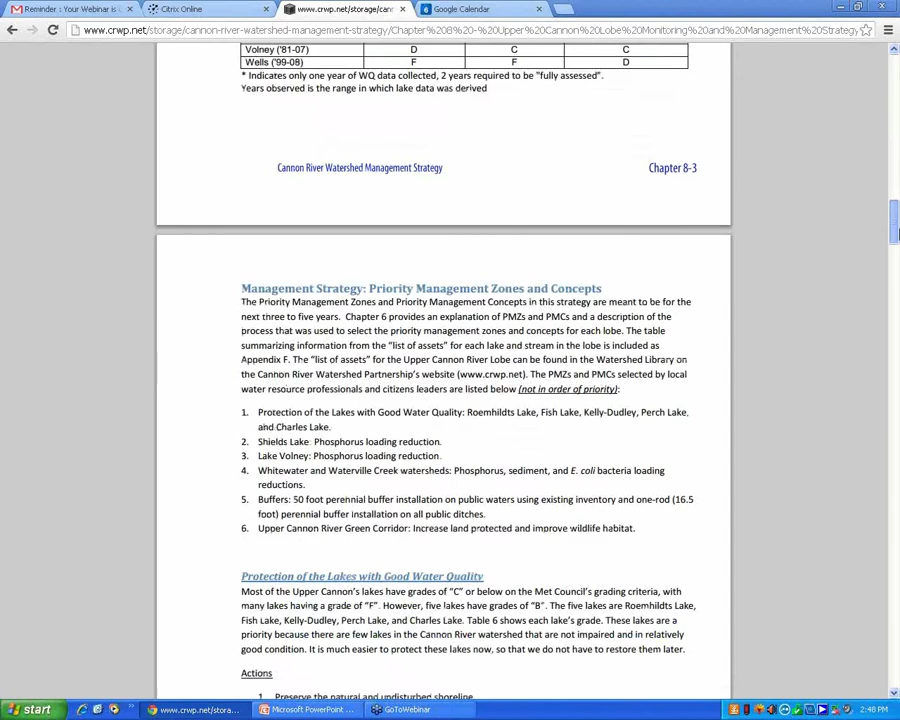 Reminder : Your Webinar is
Citrix Online
www.crwp.net/storage/can
Google Calendar
www.crwp.net/storage/cannon-river-watershed-management-strategy/Chapter%208%20-%20Upper%20Cannon%20Lobe%20Monitoring%20and%20Management%20Strategy
Volney ('81-07) D C C
Wells ('99-08) F F D
* Indicates only one year of WQ data collected, 2 years required to be "fully assessed".
Years observed is the range in which lake data was derived
Cannon River Watershed Management Strategy Chapter 8-3
Management Strategy: Priority Management Zones and Concepts
The Priority Management Zones and Priority Management Concepts in this strategy are meant to be for the
next three to five years. Chapter 6 provides an explanation of PMZs and PMCs and a description of the
process that was used to select the priority management zones and concepts for each lobe. The table
summarizing information from the "list of assets" for each lake and stream in the lobe is included as
Appendix F. The "list of assets" for the Upper Cannon River Lobe can be found in the Watershed Library on
the Cannon River Watershed Partnership's website (www.crwp.net). The PMZs and PMCs selected by local
water resource professionals and citizens leaders are listed below (not in order of priority):
1. Protection of the Lakes with Good Water Quality: Roemhildts Lake, Fish Lake, Kelly-Dudley, Perch Lake,
and Charles Lake.
2. Shields Lake: Phosphorus loading reduction.
3. Lake Volney: Phosphorus loading reduction.
4. Whitewater and Waterville Creek watersheds: Phosphorus, sediment, and E. coli bacteria loading
reductions.
5. Buffers: 50 foot perennial buffer installation on public waters using existing inventory and one-rod (16.5
foot) perennial buffer installation on all public ditches.
6. Upper Cannon River Green Corridor: Increase land protected and improve wildlife habitat.
Protection of the Lakes with Good Water Quality
Most of the Upper Cannon's lakes have grades of "C" or below on the Met Council's grading criteria, with
many lakes having a grade of "F". However, five lakes have grades of "B". The five lakes are Roemhildts Lake,
Fish Lake, Kelly-Dudley, Perch Lake, and Charles Lake. Table 6 shows each lake's grade. These lakes are a
priority because there are few lakes in the Cannon River watershed that are not impaired and in relatively
good condition. It is much easier to protect these lakes now, so that we do not have to restore them later.
Actions
1. Preserve the natural and undisturbed shoreline
start
www.crwp.net/stora...
Microsoft PowerPoint ...
GoToWebinar
2:48 PM